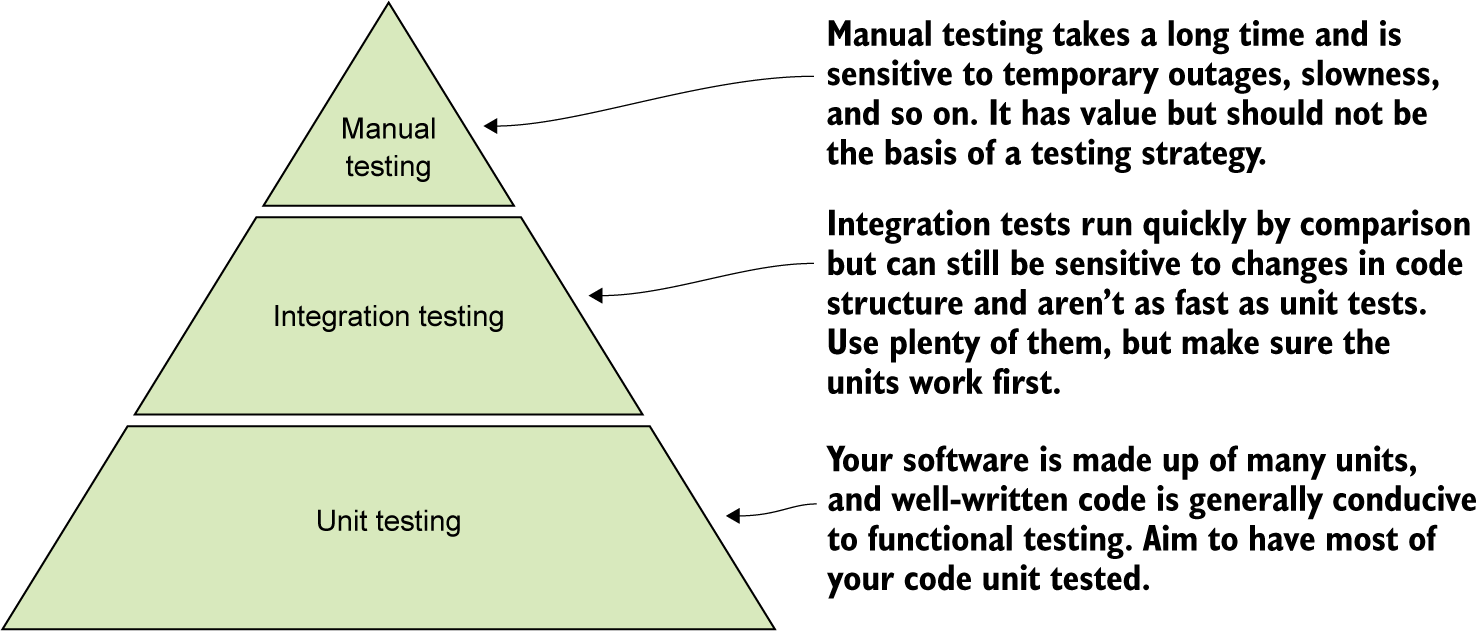 Manual
testing
Manual testing takes a long time and is
sensitive to temporary outages, slowness,
and so on. It has value but should not be
the basis of a testing strategy.
Integration testing
Integration tests run quickly by comparison
but can still be sensitive to changes in code
structure and aren’t as fast as unit tests.
Use plenty of them, but make sure the
units work first.
Unit testing
Your software is made up of many units,
and well-written code is generally conducive
to functional testing. Aim to have most of
your code unit tested.